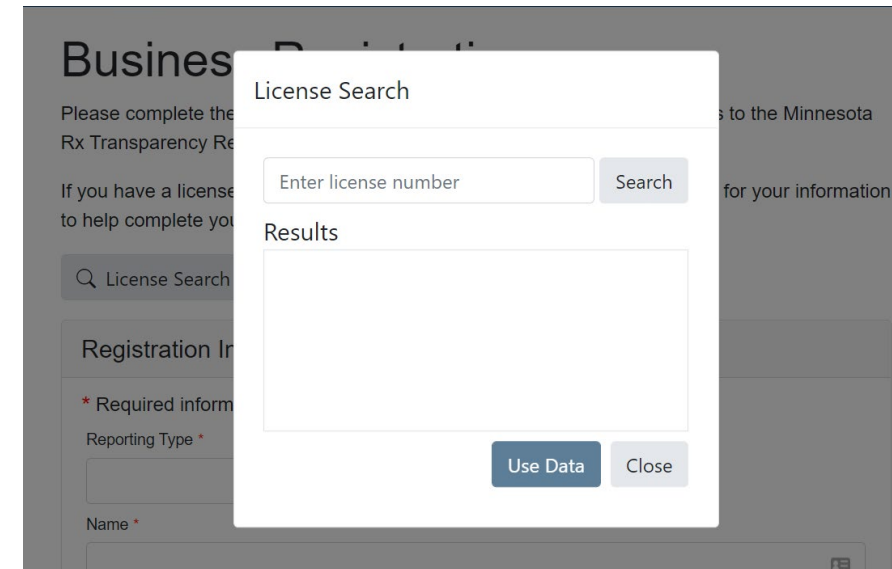 Busines
Please complete the
s to the Minnesota
Rx Transparency Re
If you have a license
for your information
to help complete you
License Search
Registration In
* Required inform
Reporting Type *
Name *
License Search
Enter license number
Search
Results
Use Data
Close